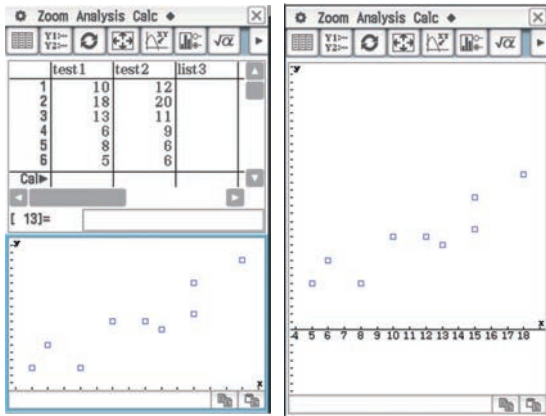 Zoom Analysis Calc
test1 test2 list3
1 10 12
2 18 20
3 13 11
4 6 9
5 8 6
6 5 6
Cal▶
[ 13]=
y
x
Zoom Analysis Calc
y
x
4 5 6 7 8 9 10 11 12 13 14 15 16 17 18